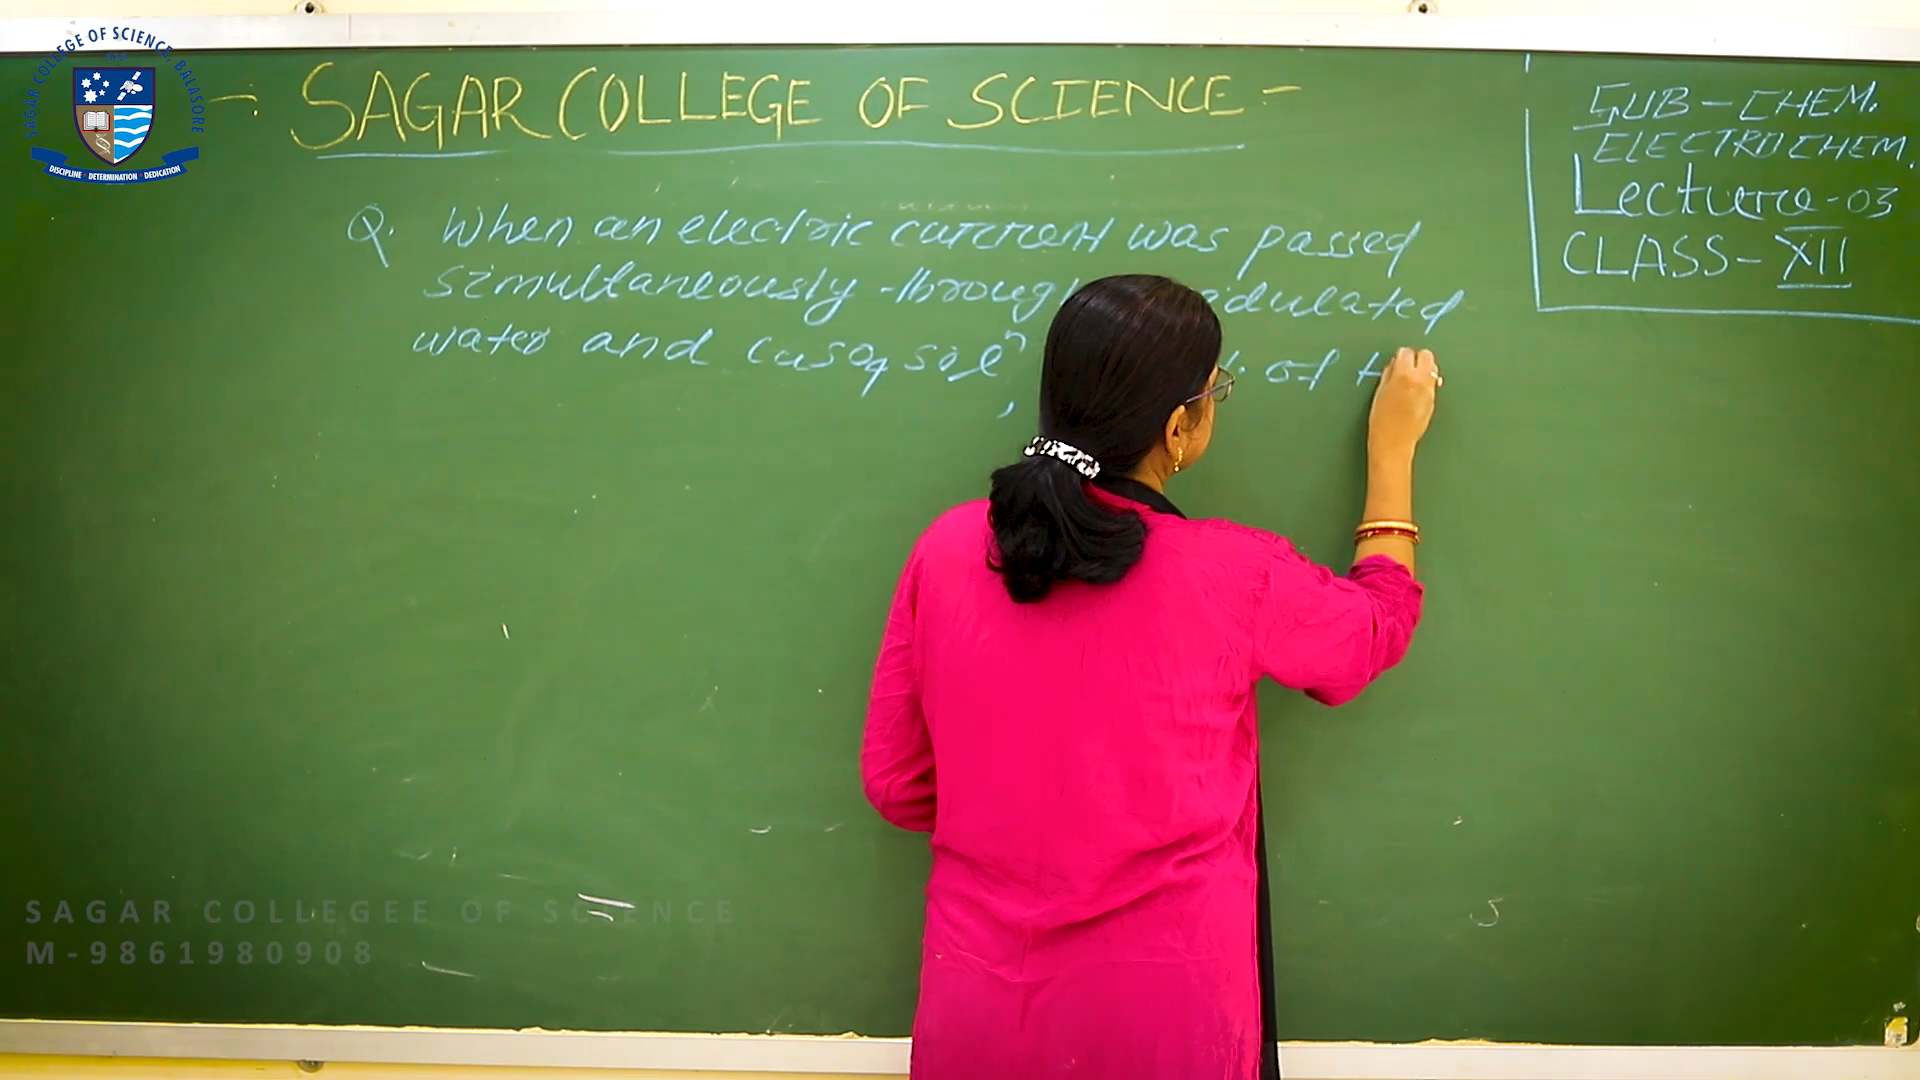 SAGAR COLLEGE OF SCIENCE, BALASORE
DISCIPLINE DETERMINATION DEDICATION
-: SAGAR COLLEGE OF SCIENCE -
SUB - CHEM.
ELECTROCHEM.
Lecture - 03
CLASS - XII
Q. When an electric current was passed
simultaneously through
water and CuSO4 solⁿ, of
SAGAR COLLEGEE OF SCIENCE
M-9861980908